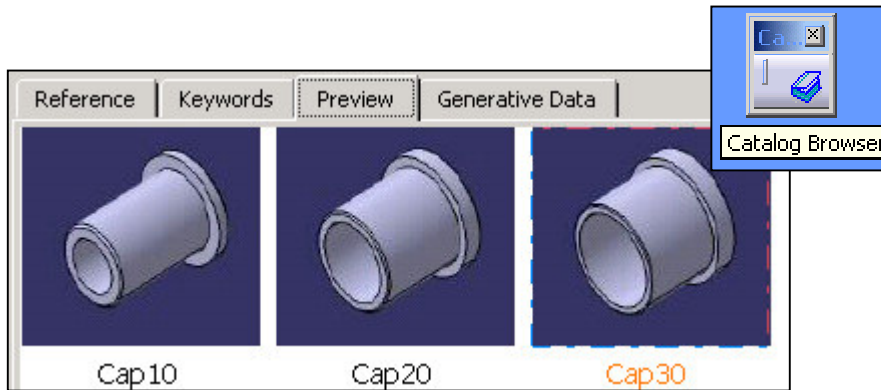 Ca...
Catalog Browser
Reference Keywords Preview Generative Data
Cap10 Cap20 Cap30